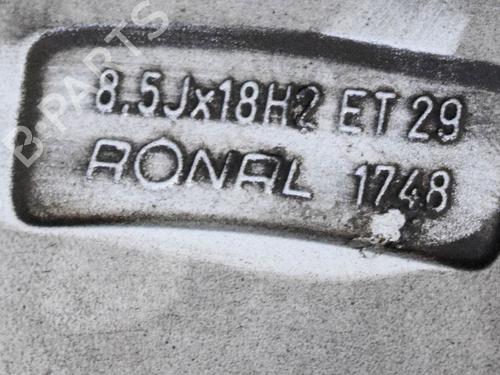 B-PARTS
8.5Jx18H2 ET 29
RONAL 1748